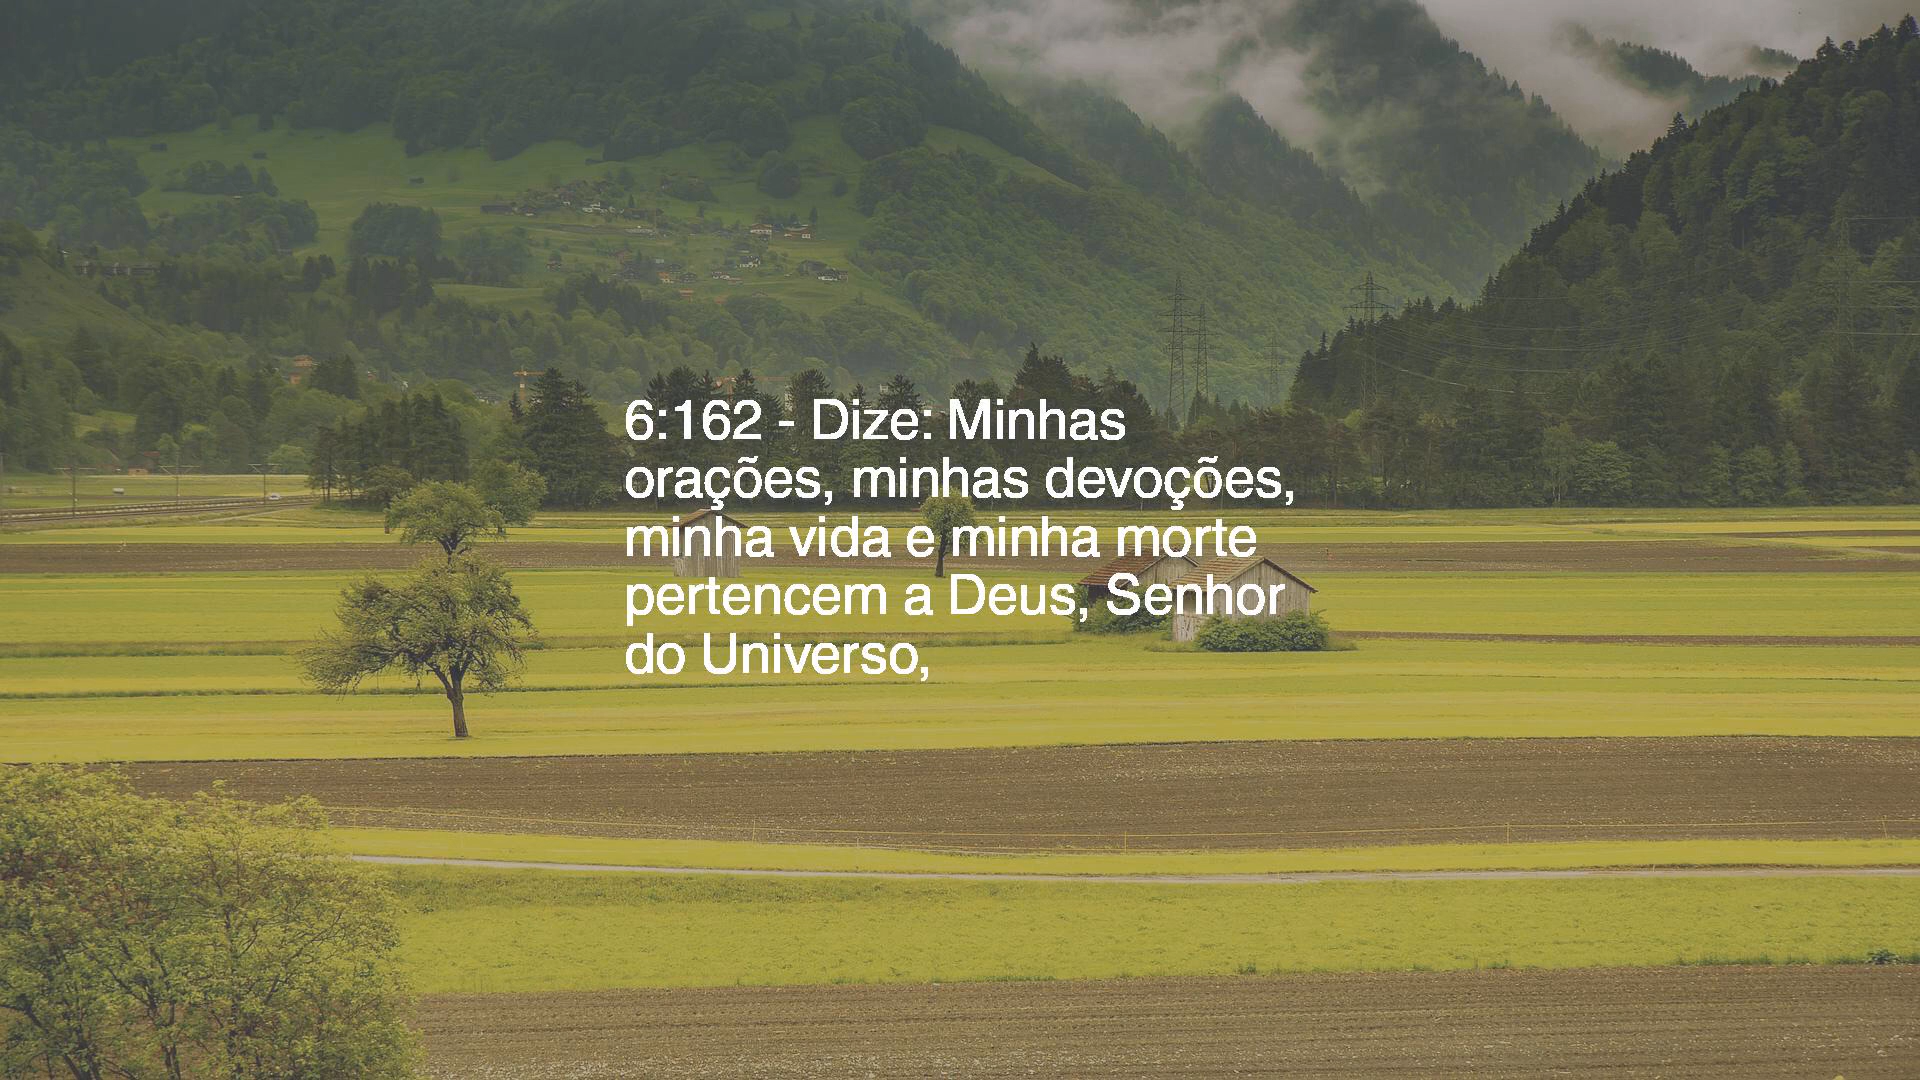 6:162 - Dize: Minhas
orações, minhas devoções,
minha vida e minha morte
pertencem a Deus, Senhor
do Universo,